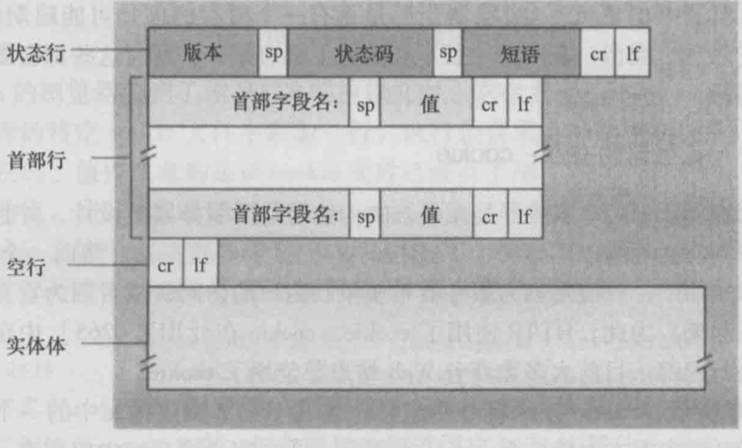 状态行 版本 sp 状态码 sp 短语 cr lf
首部字段名: sp 值 cr lf
首部行
首部字段名: sp 值 cr lf
空行 cr lf
实体体